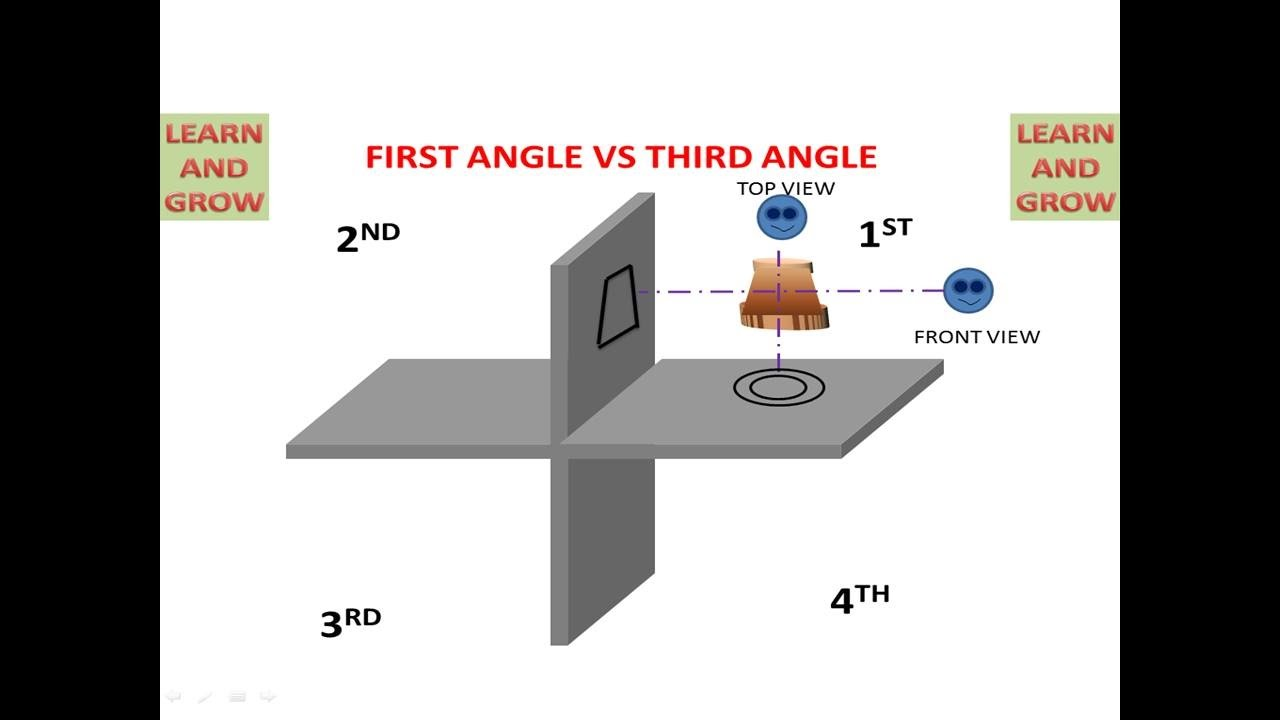 LEARN
AND
GROW
LEARN
AND
GROW
FIRST ANGLE VS THIRD ANGLE
TOP VIEW
2ND
1ST
FRONT VIEW
3RD
4TH